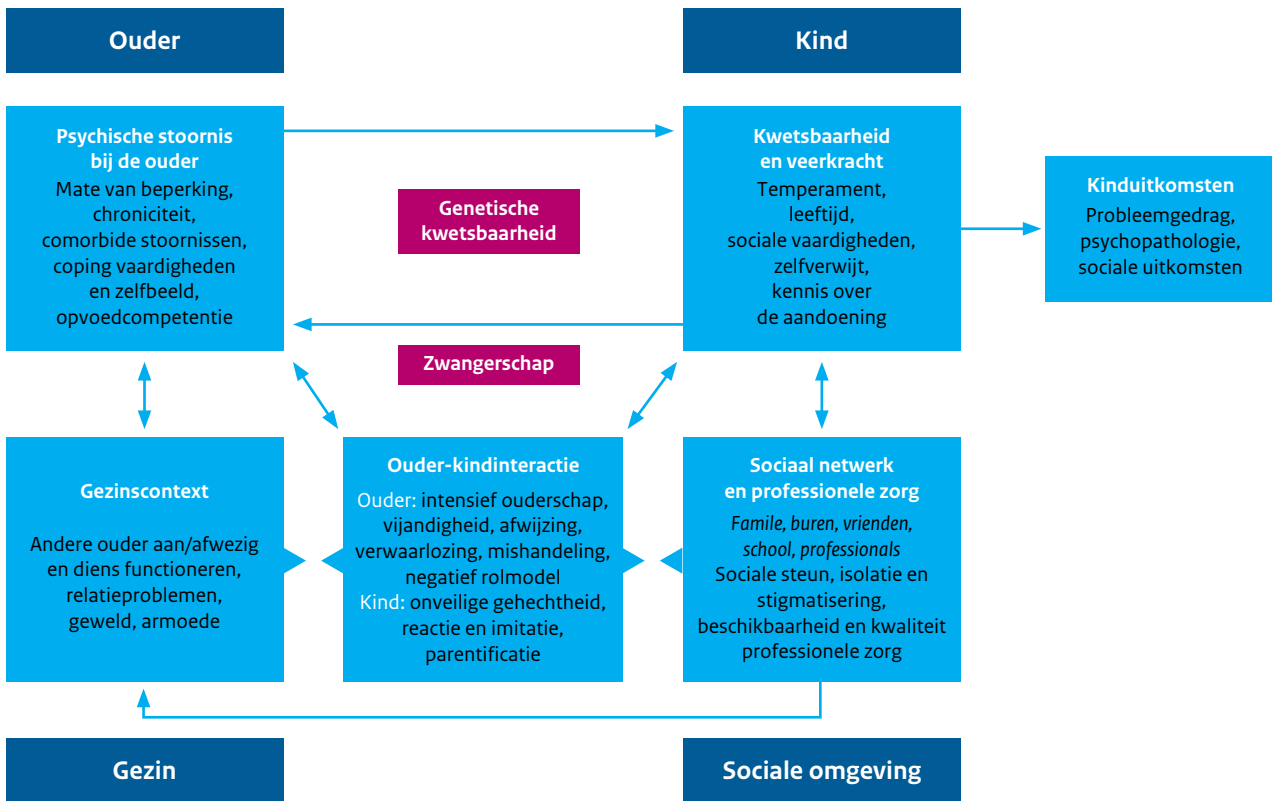 Ouder
Kind
Psychische stoornis
bij de ouder
Mate van beperking,
chroniciteit,
comorbide stoornissen,
coping vaardigheden
en zelfbeeld,
opvoedcompetentie
Genetische
kwetsbaarheid
Zwangerschap
Kwetsbaarheid
en veerkracht
Temperament,
leeftijd,
sociale vaardigheden,
zelfverwijt,
kennis over
de aandoening
Kinduitkomsten
Probleemgedrag,
psychopathologie,
sociale uitkomsten
Gezinscontext
Andere ouder aan/afwezig
en diens functioneren,
relatieproblemen,
geweld, armoede
Ouder-kindinteractie
Ouder: intensief ouderschap,
vijandigheid, afwijzing,
verwaarlozing, mishandeling,
negatief rolmodel
Kind: onveilige gehechtheid,
reactie en imitatie,
parentificatie
Sociaal netwerk
en professionele zorg
Famile, buren, vrienden,
school, professionals
Sociale steun, isolatie en
stigmatisering,
beschikbaarheid en kwaliteit
professionele zorg
Gezin
Sociale omgeving